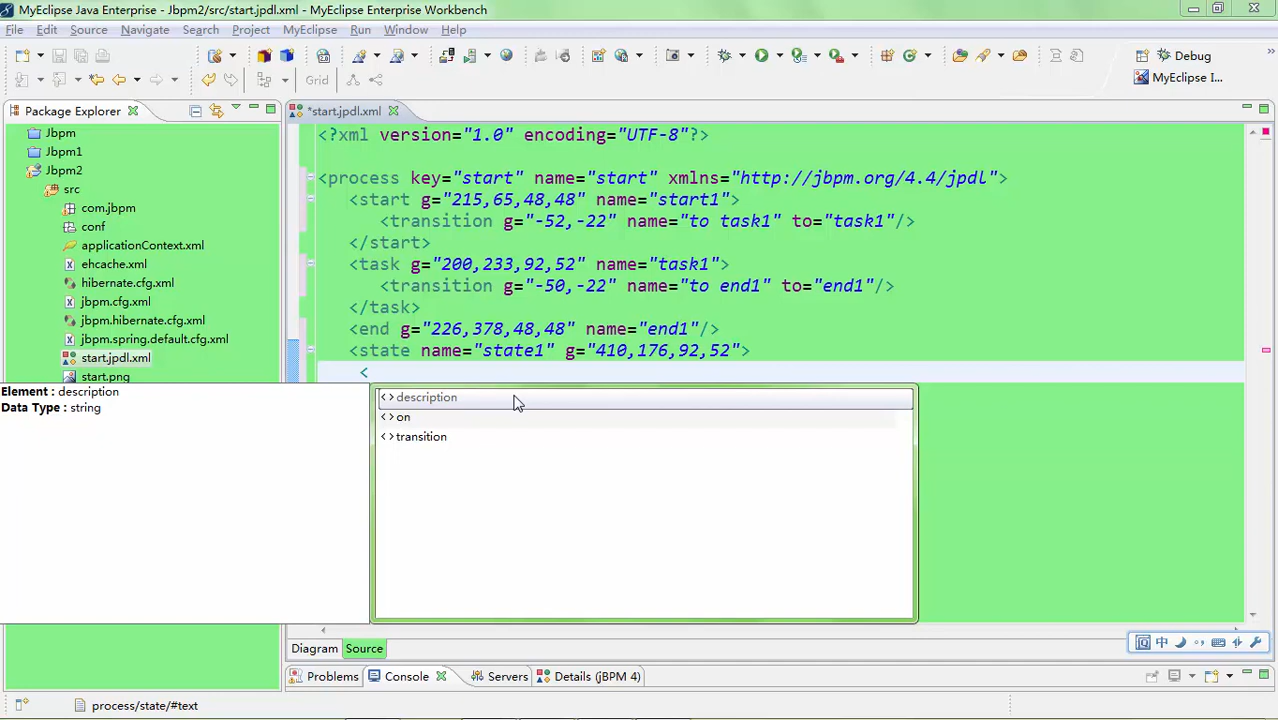 MyEclipse Java Enterprise - Jbpm2/src/start.jpdl.xml - MyEclipse Enterprise Workbench
File Edit Source Navigate Search Project MyEclipse Run Window Help
Debug
Grid
MyEclipse I...
Package Explorer
*start.jpdl.xml
Jbpm
Jbpm1
Jbpm2
src
com.jbpm
conf
applicationContext.xml
ehcache.xml
hibernate.cfg.xml
jbpm.cfg.xml
jbpm.hibernate.cfg.xml
jbpm.spring.default.cfg.xml
start.jpdl.xml
start.png
<?xml version="1.0" encoding="UTF-8"?>
<process key="start" name="start" xmlns="http://jbpm.org/4.4/jpdl">
<start g="215,65,48,48" name="start1">
<transition g="-52,-22" name="to task1" to="task1"/>
</start>
<task g="200,233,92,52" name="task1">
<transition g="-50,-22" name="to end1" to="end1"/>
</task>
<end g="226,378,48,48" name="end1"/>
<state name="state1" g="410,176,92,52">
<
Element : description
Data Type : string
<> description
<> on
<> transition
Diagram Source
中
Problems Console Servers Details (jBPM 4)
process/state/#text